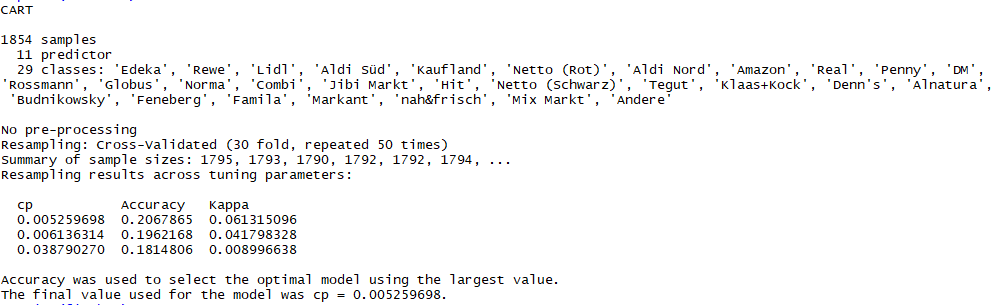 CART
1854 samples
11 predictor
29 classes: 'Edeka', 'Rewe', 'Lidl', 'Aldi Süd', 'Kaufland', 'Netto (Rot)', 'Aldi Nord', 'Amazon', 'Real', 'Penny', 'DM',
'Rossmann', 'Globus', 'Norma', 'Combi', 'Jibi Markt', 'Hit', 'Netto (Schwarz)', 'Tegut', 'Klaas+Kock', 'Denn's', 'Alnatura',
'Budnikowsky', 'Feneberg', 'Famila', 'Markant', 'nah&frisch', 'Mix Markt', 'Andere'
No pre-processing
Resampling: Cross-Validated (30 fold, repeated 50 times)
Summary of sample sizes: 1795, 1793, 1790, 1792, 1792, 1794, ...
Resampling results across tuning parameters:
cp Accuracy Kappa
0.005259698 0.2067865 0.061315096
0.006136314 0.1962168 0.041798328
0.038790270 0.1814806 0.008996638
Accuracy was used to select the optimal model using the largest value.
The final value used for the model was cp = 0.005259698.